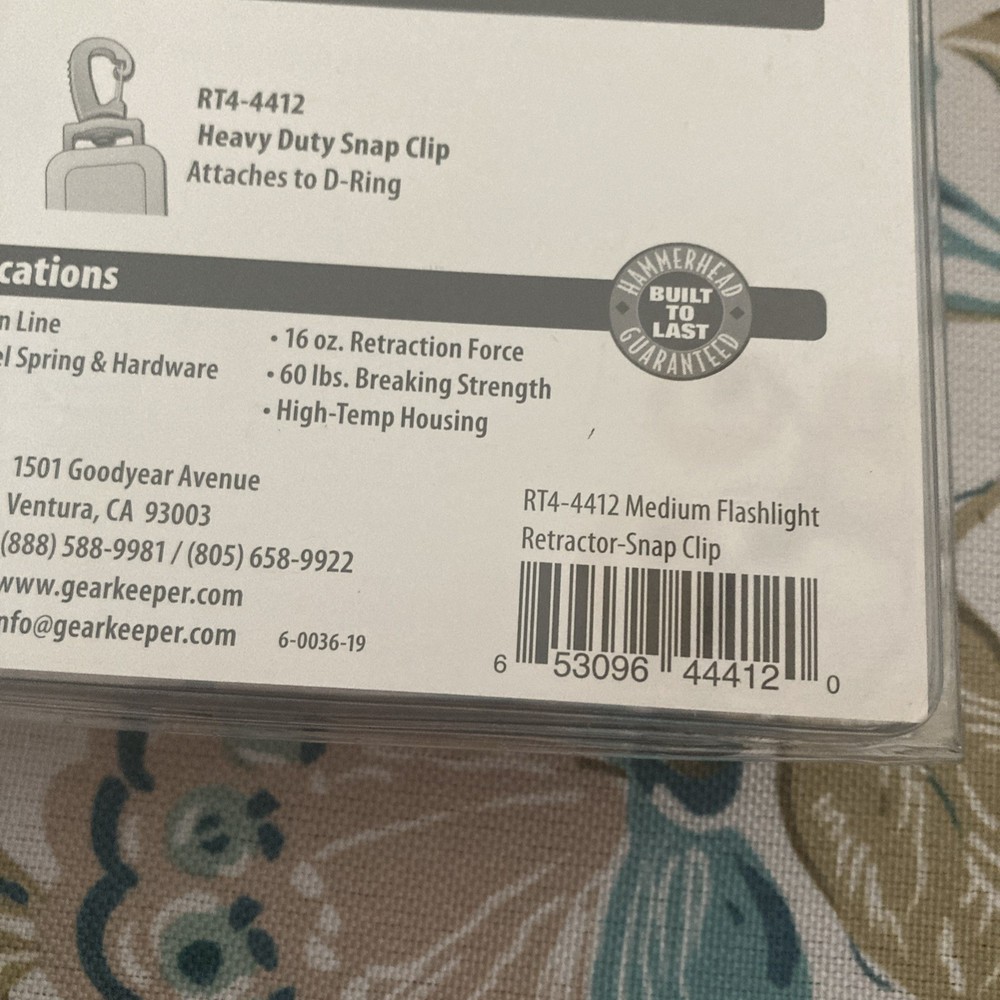 RT4-4412
Heavy Duty Snap Clip
Attaches to D-Ring
cations
HAMMERHEAD
BUILT
TO
LAST
GUARANTEED
n Line
el Spring & Hardware
• 16 oz. Retraction Force
• 60 lbs. Breaking Strength
• High-Temp Housing
1501 Goodyear Avenue
Ventura, CA 93003
(888) 588-9981 / (805) 658-9922
www.gearkeeper.com
nfo@gearkeeper.com
6-0036-19
RT4-4412 Medium Flashlight
Retractor-Snap Clip
6 53096 44412 0